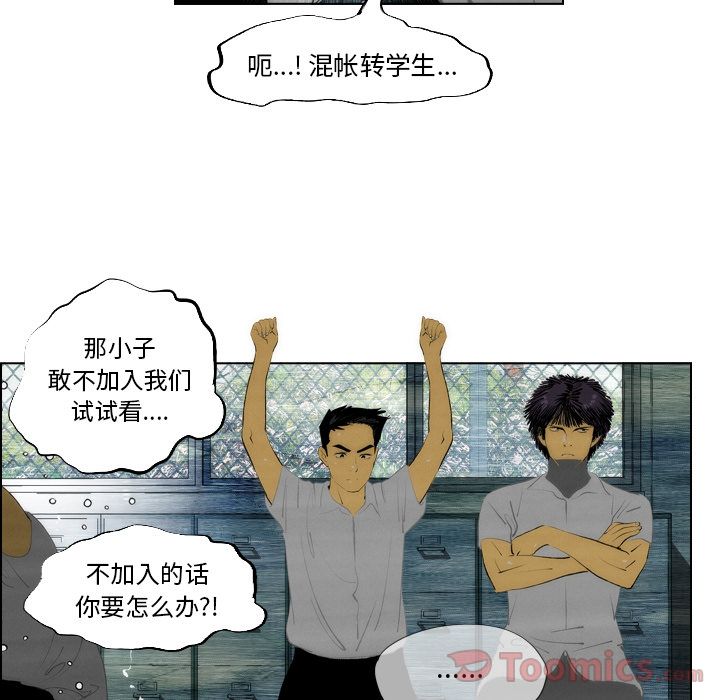 呃...! 混帐转学生...
那小子
敢不加入我们
试试看....
不加入的话
你要怎么办?!
......
Toomics.com